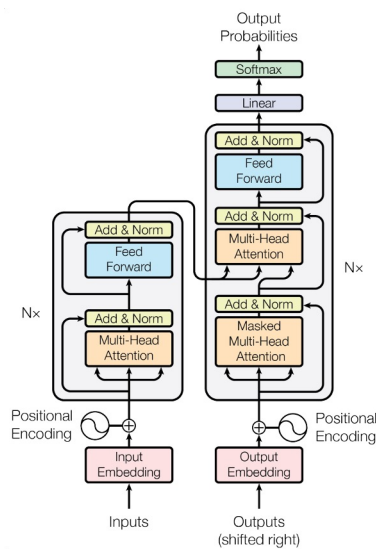 Output
Probabilities
Softmax
Linear
Add & Norm
Feed
Forward
Add & Norm
Multi-Head
Attention
Nx
Add & Norm
Masked
Multi-Head
Attention
Add & Norm
Feed
Forward
Nx
Add & Norm
Multi-Head
Attention
Positional
Encoding
Positional
Encoding
Input
Embedding
Output
Embedding
Inputs
Outputs
(shifted right)